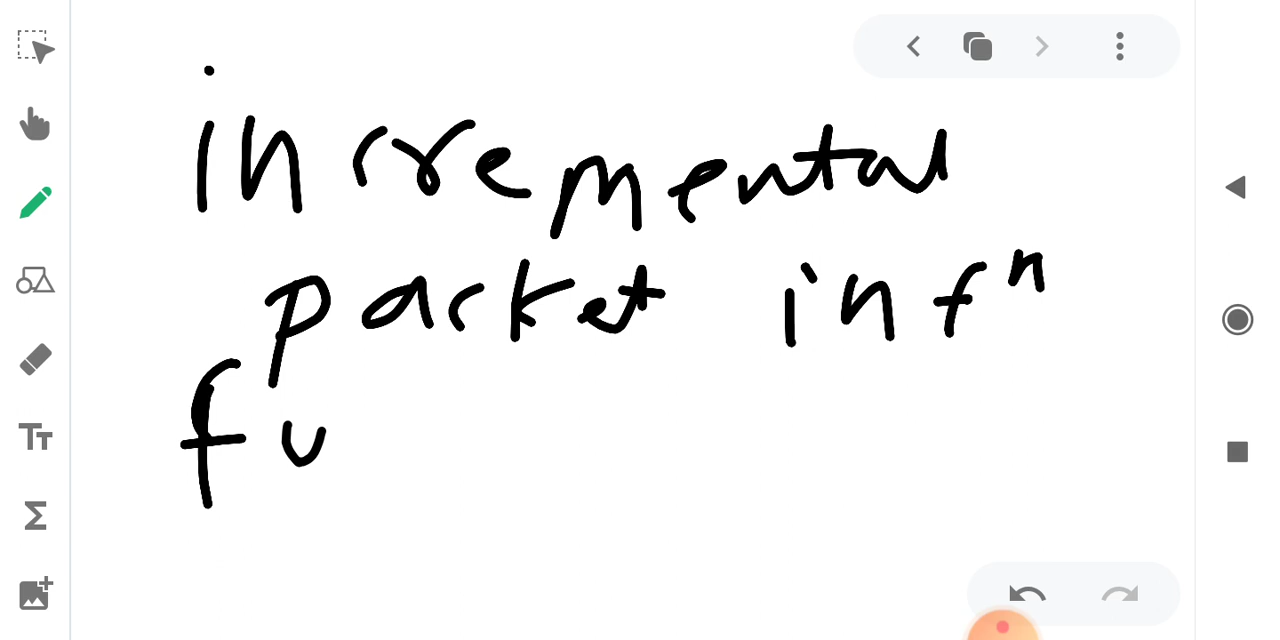 incremental
packet infⁿ
fu